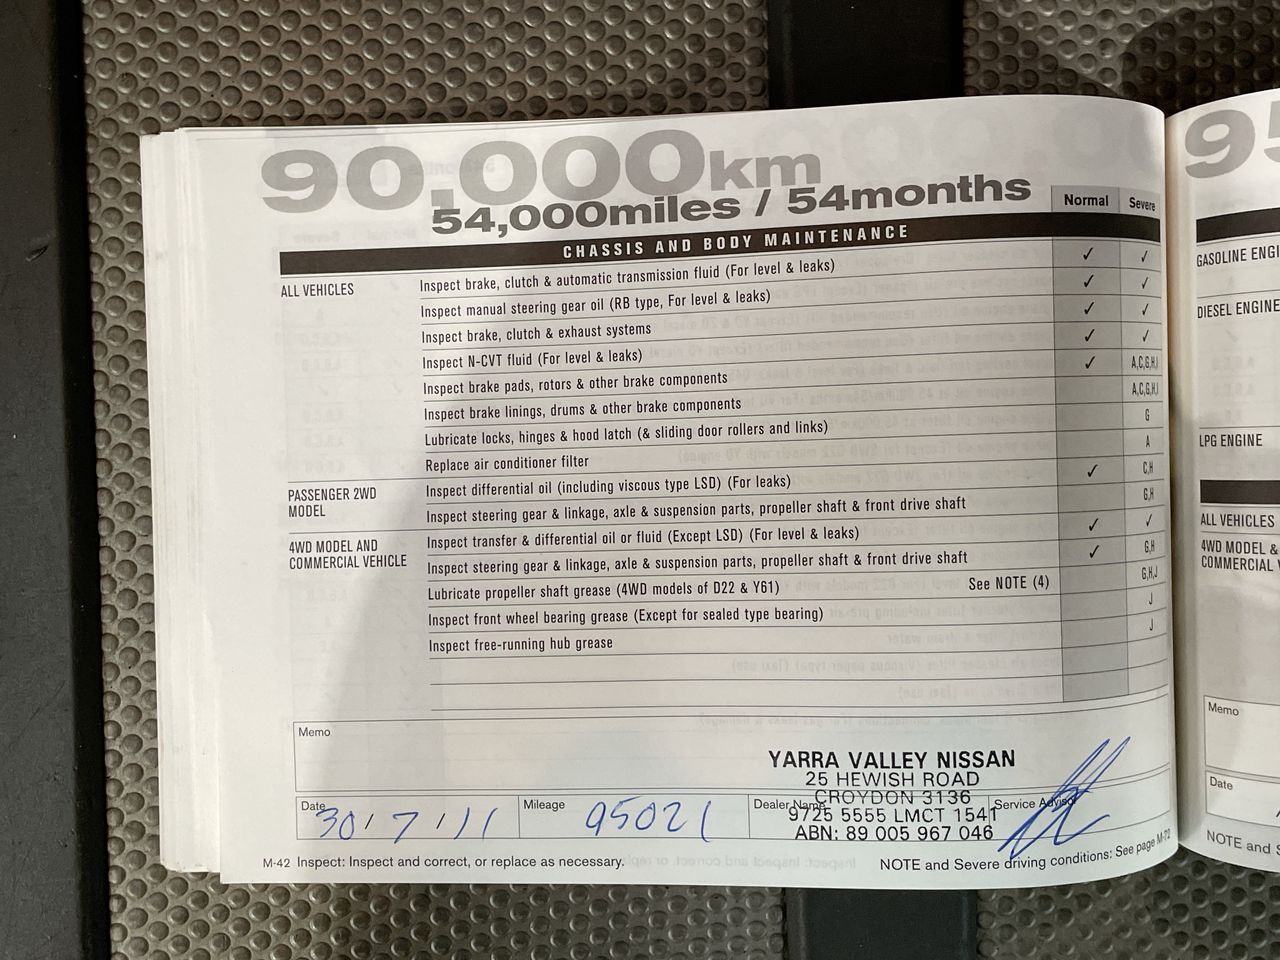 90,000km
54,000miles / 54months
Normal Severe
CHASSIS AND BODY MAINTENANCE
ALL VEHICLES Inspect brake, clutch & automatic transmission fluid (For level & leaks) ✓ ✓
Inspect manual steering gear oil (RB type, For level & leaks) ✓ ✓
Inspect brake, clutch & exhaust systems ✓ ✓
Inspect N-CVT fluid (For level & leaks) ✓ ✓
Inspect brake pads, rotors & other brake components ✓ A,C,G,H,I
Inspect brake linings, drums & other brake components A,C,G,H,I
Lubricate locks, hinges & hood latch (& sliding door rollers and links) G
Replace air conditioner filter A
PASSENGER 2WD MODEL Inspect differential oil (including viscous type LSD) (For leaks) ✓ C,H
Inspect steering gear & linkage, axle & suspension parts, propeller shaft & front drive shaft G,H
4WD MODEL AND COMMERCIAL VEHICLE Inspect transfer & differential oil or fluid (Except LSD) (For level & leaks) ✓ ✓
Inspect steering gear & linkage, axle & suspension parts, propeller shaft & front drive shaft ✓ G,H
Lubricate propeller shaft grease (4WD models of D22 & Y61) See NOTE (4) G,H,J
Inspect front wheel bearing grease (Except for sealed type bearing) J
Inspect free-running hub grease J
Memo
YARRA VALLEY NISSAN
25 HEWISH ROAD
CROYDON 3136
9725 5555 LMCT 1541
ABN: 89 005 967 046
Date 30/7/11
Mileage 95021
Dealer Name
Service Advisor
M-42 Inspect: Inspect and correct, or replace as necessary.
NOTE and Severe driving conditions: See page M-72
95
GASOLINE ENGI
DIESEL ENGINE
LPG ENGINE
ALL VEHICLES
4WD MODEL &
COMMERCIAL
Memo
Date
NOTE and